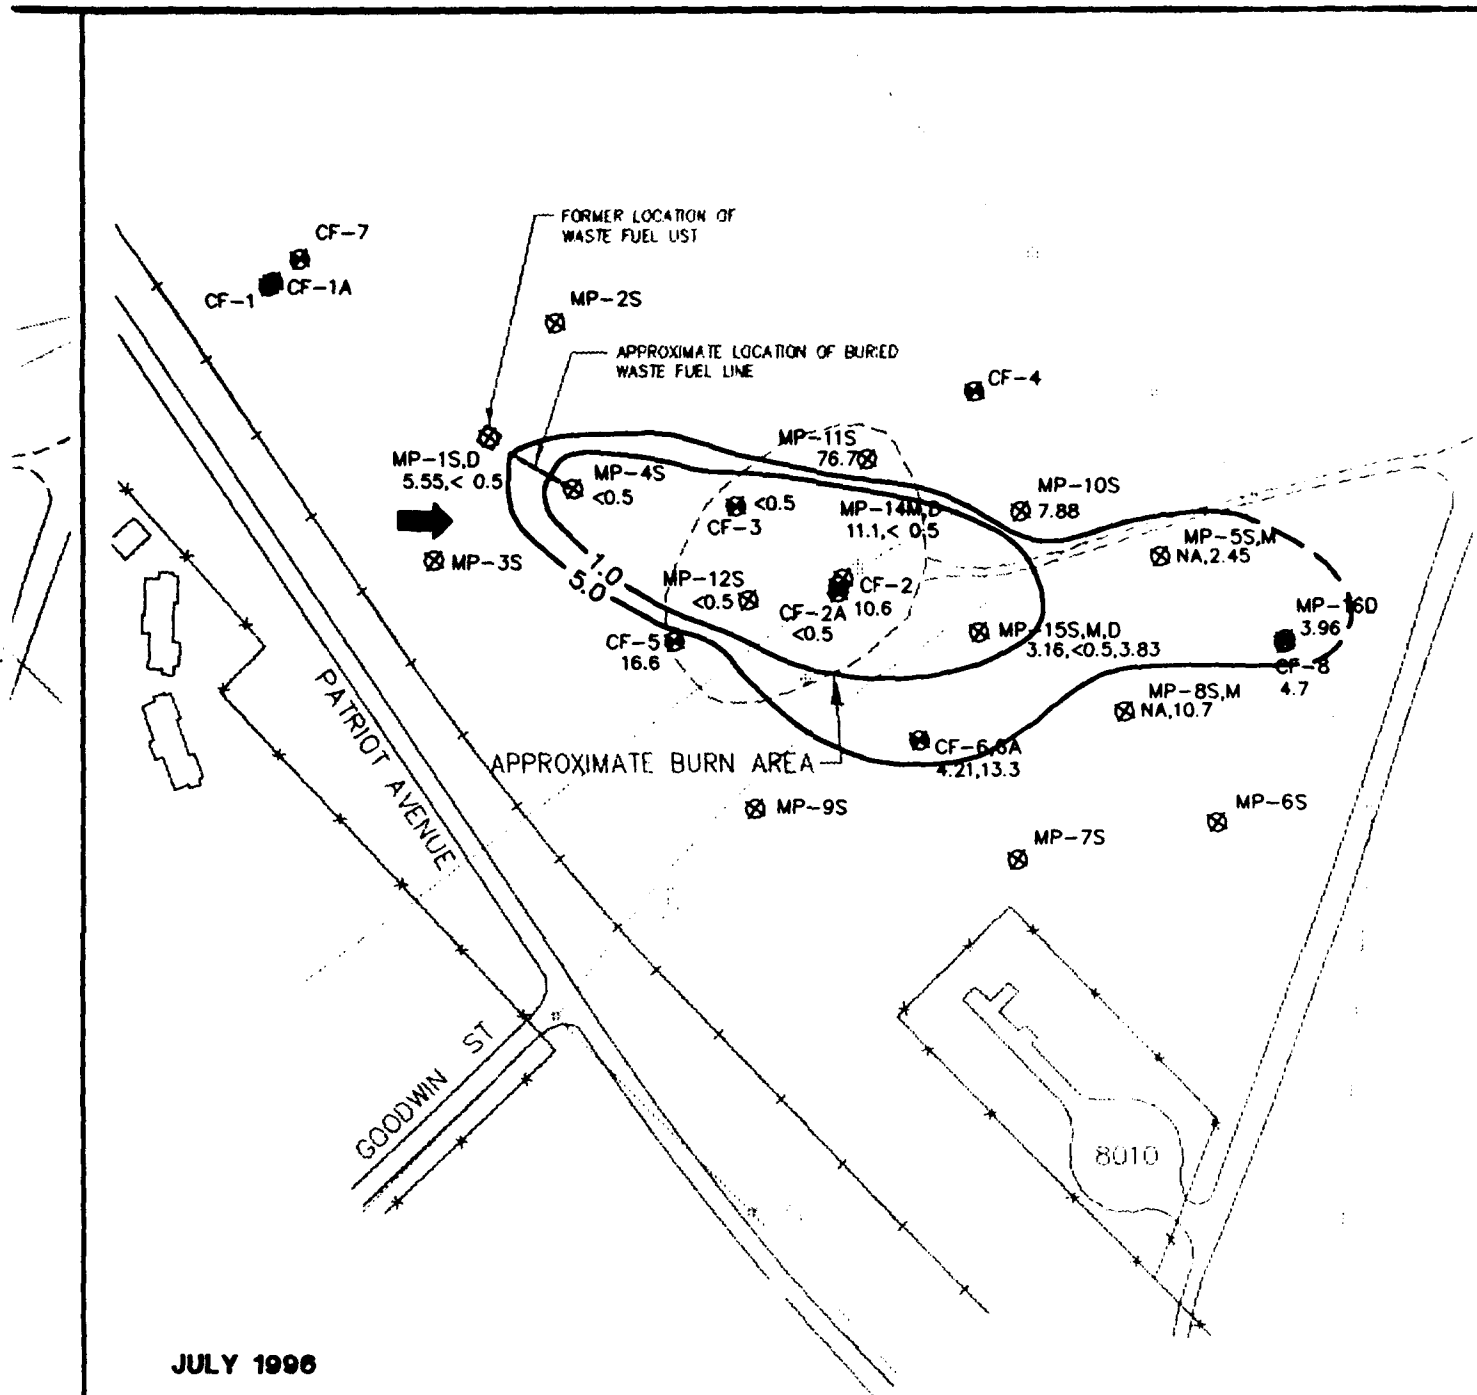 FORMER LOCATION OF
WASTE FUEL UST
CF-7
CF-1
CF-1A
MP-2S
APPROXIMATE LOCATION OF BURIED
WASTE FUEL LINE
CF-4
MP-1S,D
5.55,< 0.5
MP-4S
<0.5
MP-11S
76.7
<0.5
CF-3
MP-14M,D
11.1,< 0.5
MP-10S
7.88
MP-5S,M
NA,2.45
MP-3S
1.0
5.0
MP-12S
<0.5
CF-2
10.6
CF-2A
<0.5
CF-5
16.6
MP-15S,M,D
3.16,<0.5,3.83
MP-16D
3.96
CF-8
4.7
MP-8S,M
NA,10.7
CF-6,6A
4.21,13.3
APPROXIMATE BURN AREA
MP-9S
MP-7S
MP-6S
PATRIOT AVENUE
GOODWIN ST
8010
JULY 1996